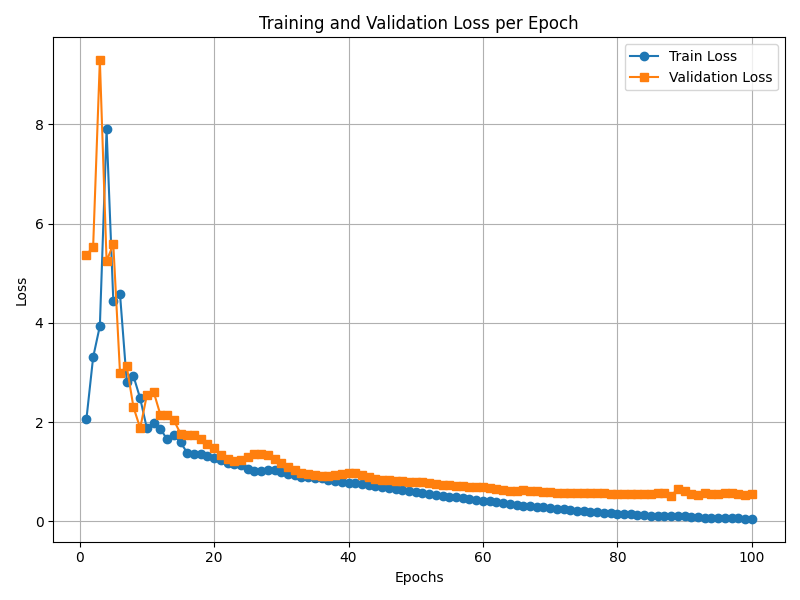 Training and Validation Loss per Epoch
Train Loss
Validation Loss
8
6
4
2
0
Loss
0 20 40 60 80 100
Epochs